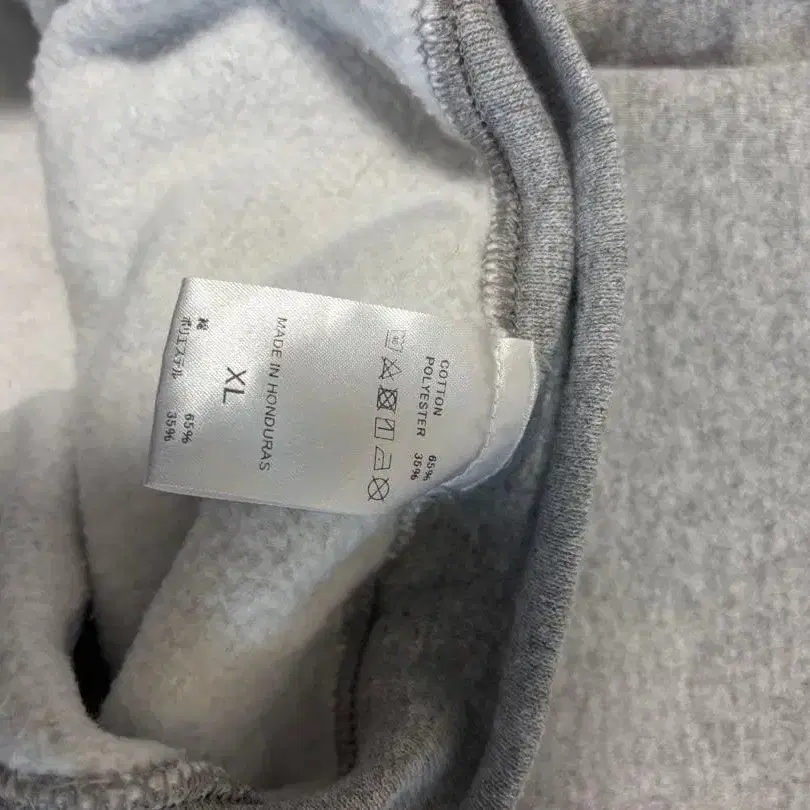 COTTON 65%
POLYESTER 35%
MADE IN HONDURAS
XL
綿 65%
ポリエステル 35%